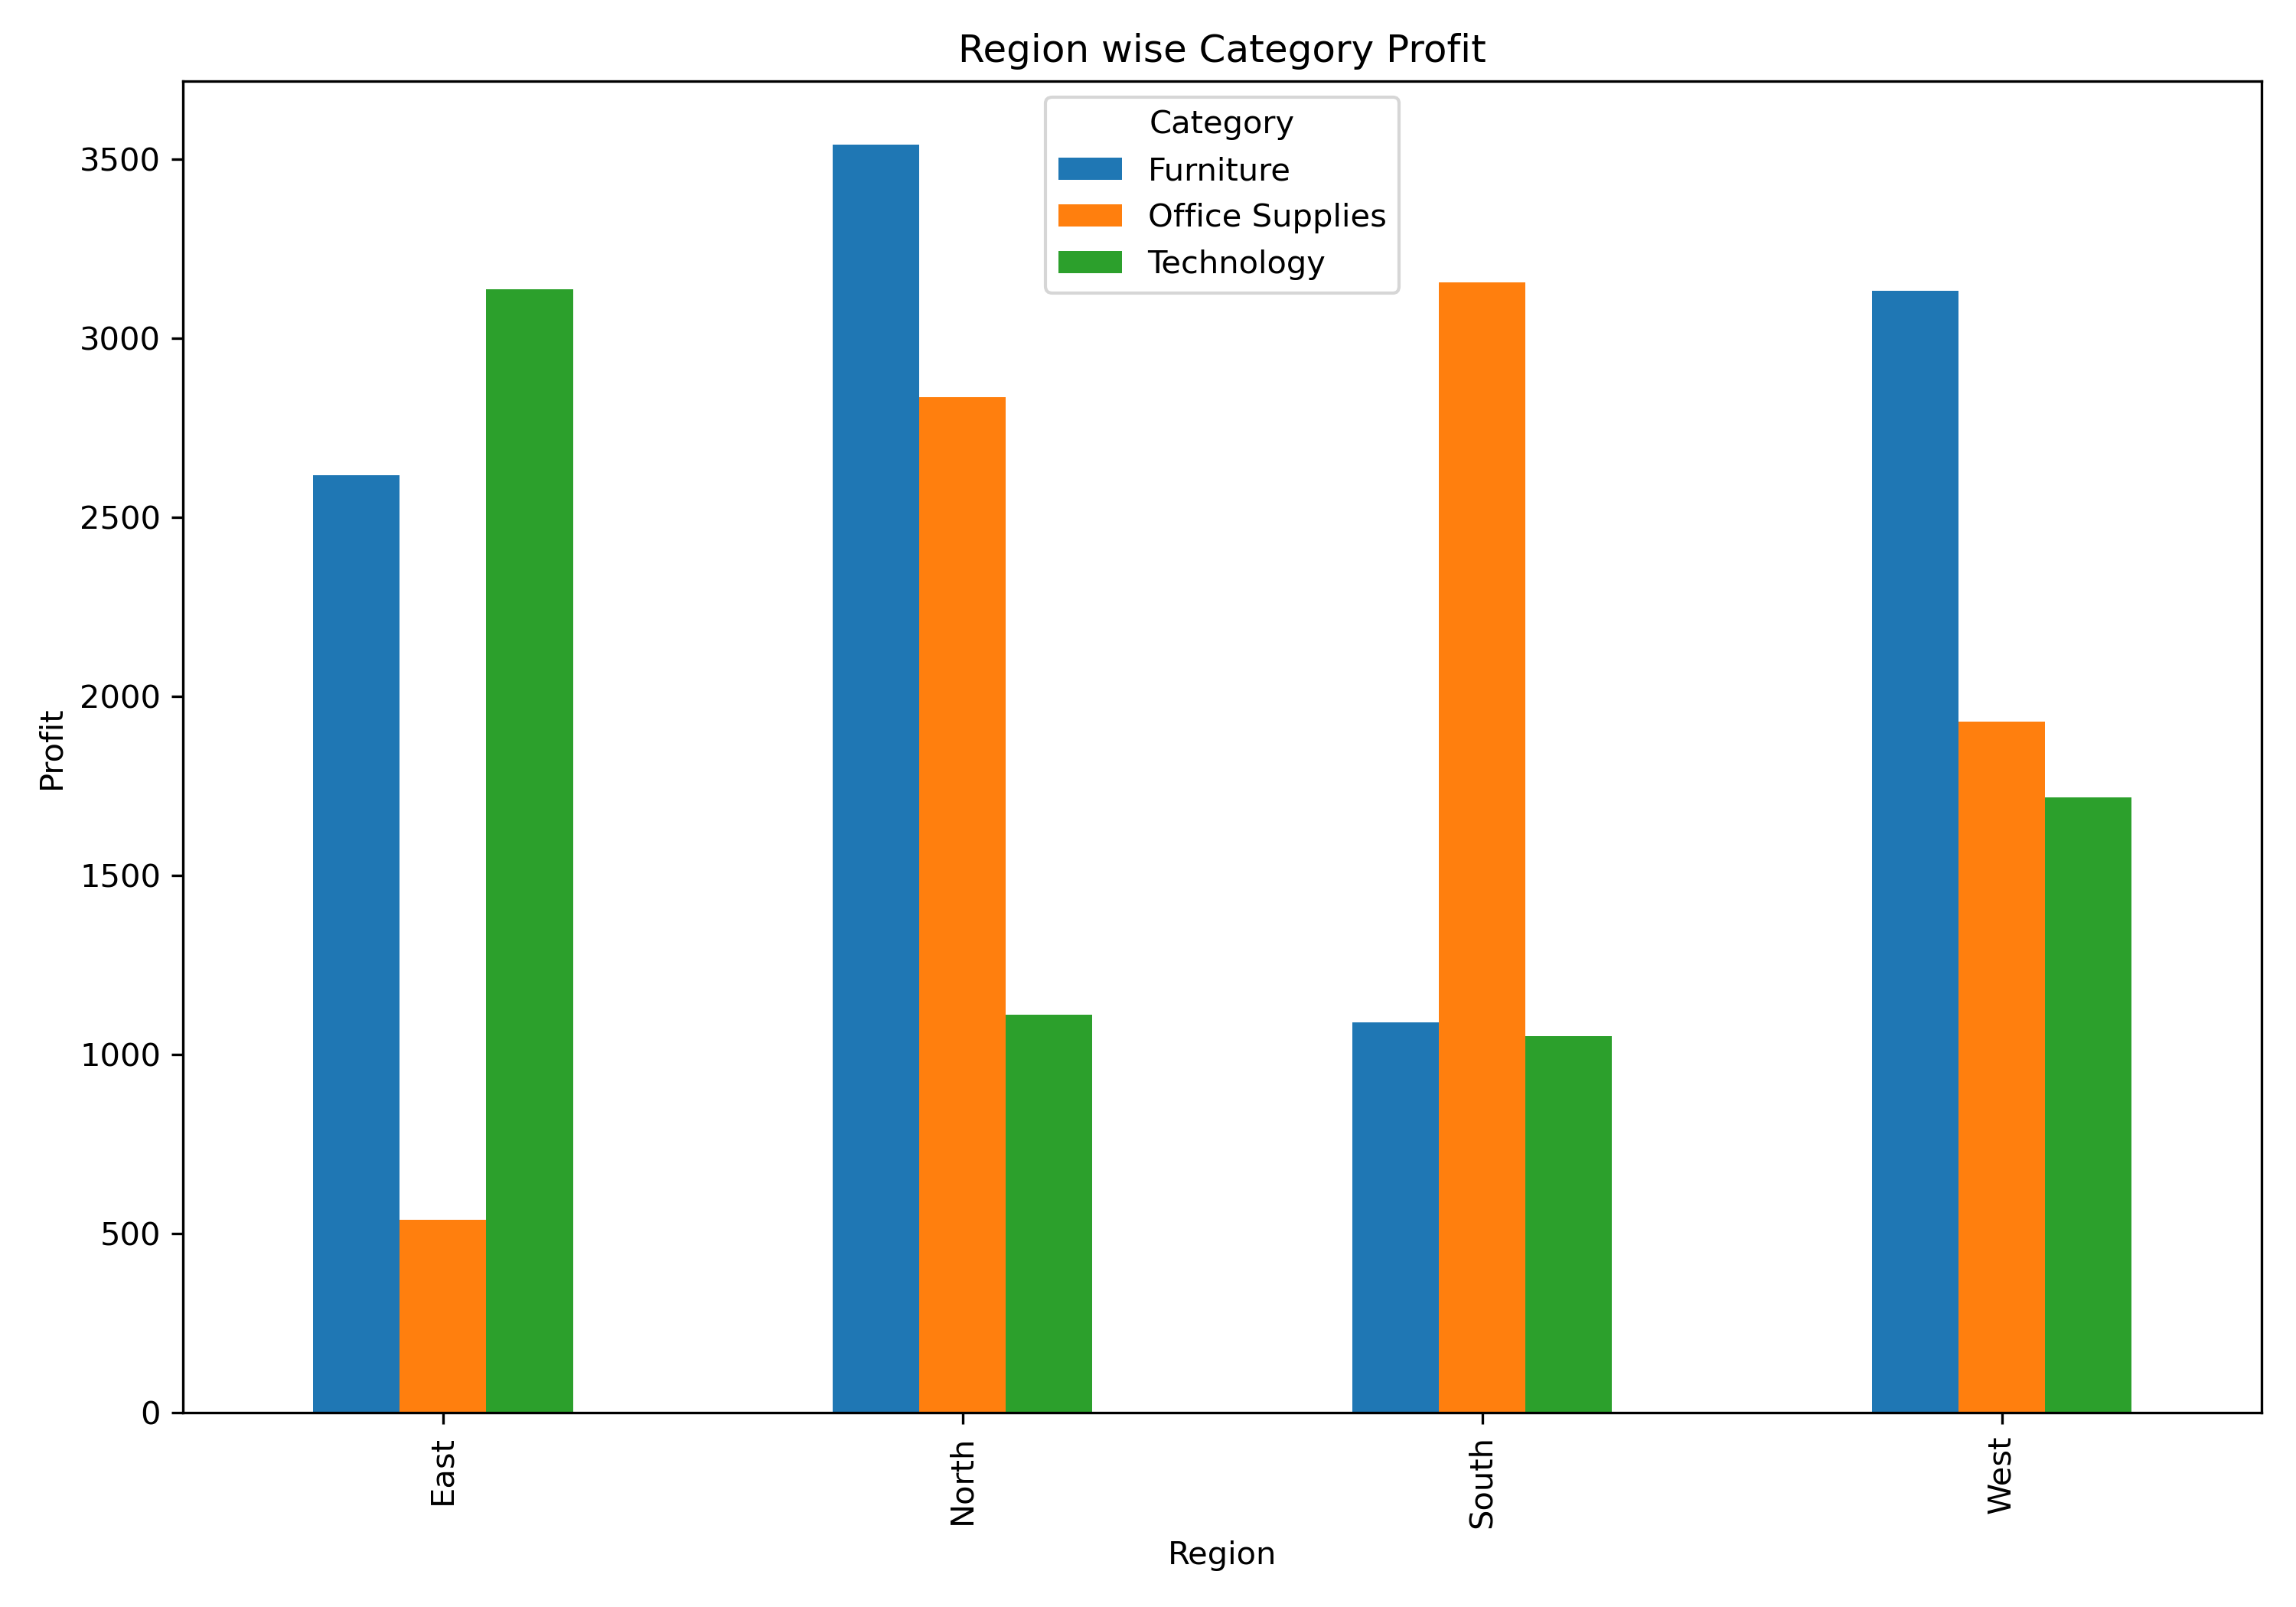 Region wise Category Profit
Category
Furniture
Office Supplies
Technology
3500
3000
2500
2000
1500
1000
500
0
Profit
East
North
South
West
Region